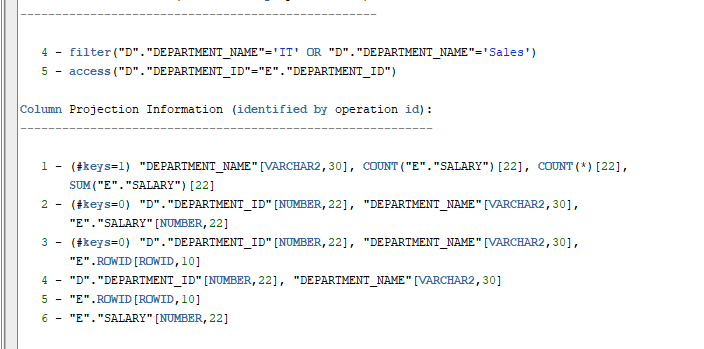 4 - filter("D"."DEPARTMENT_NAME"='IT' OR "D"."DEPARTMENT_NAME"='Sales')
5 - access("D"."DEPARTMENT_ID"="E"."DEPARTMENT_ID")
Column Projection Information (identified by operation id):
-----------------------------------------------------------
1 - (#keys=1) "DEPARTMENT_NAME"[VARCHAR2,30], COUNT("E"."SALARY")[22], COUNT(*)[22],
SUM("E"."SALARY")[22]
2 - (#keys=0) "D"."DEPARTMENT_ID"[NUMBER,22], "DEPARTMENT_NAME"[VARCHAR2,30],
"E"."SALARY"[NUMBER,22]
3 - (#keys=0) "D"."DEPARTMENT_ID"[NUMBER,22], "DEPARTMENT_NAME"[VARCHAR2,30],
"E".ROWID[ROWID,10]
4 - "D"."DEPARTMENT_ID"[NUMBER,22], "DEPARTMENT_NAME"[VARCHAR2,30]
5 - "E".ROWID[ROWID,10]
6 - "E"."SALARY"[NUMBER,22]